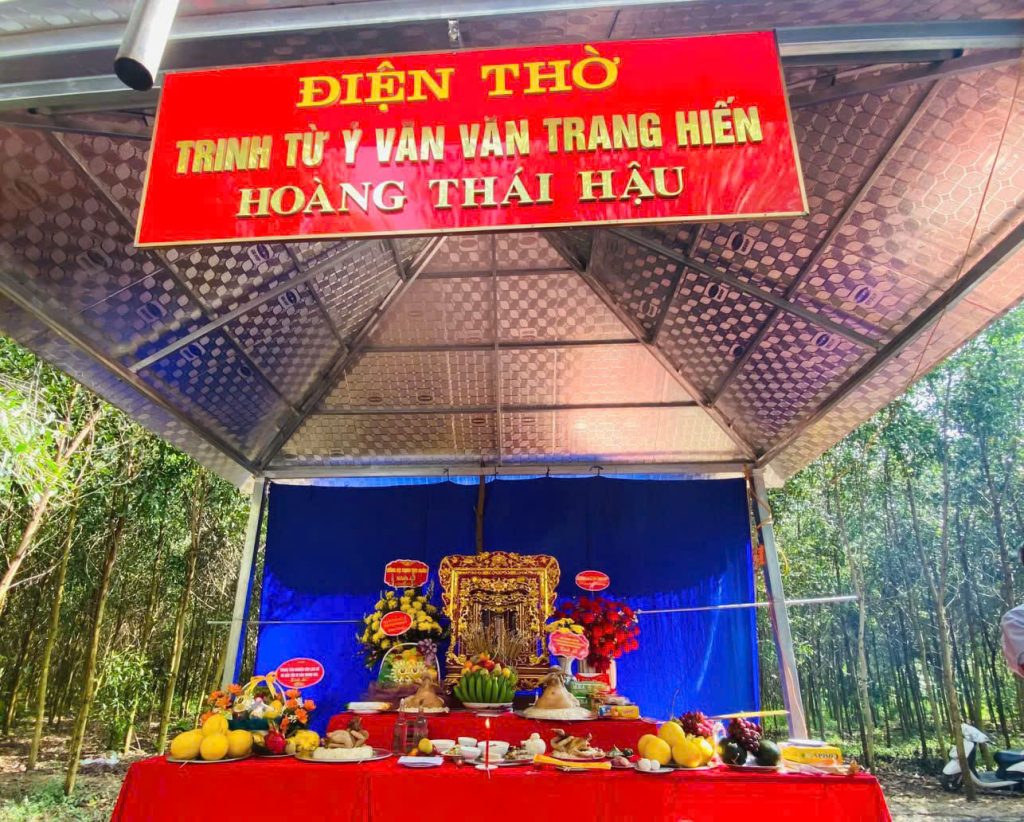 ĐIỆN THỜ
TRINH TỪ Ý VĂN VĂN TRANG HIẾN
HOÀNG THÁI HẬU